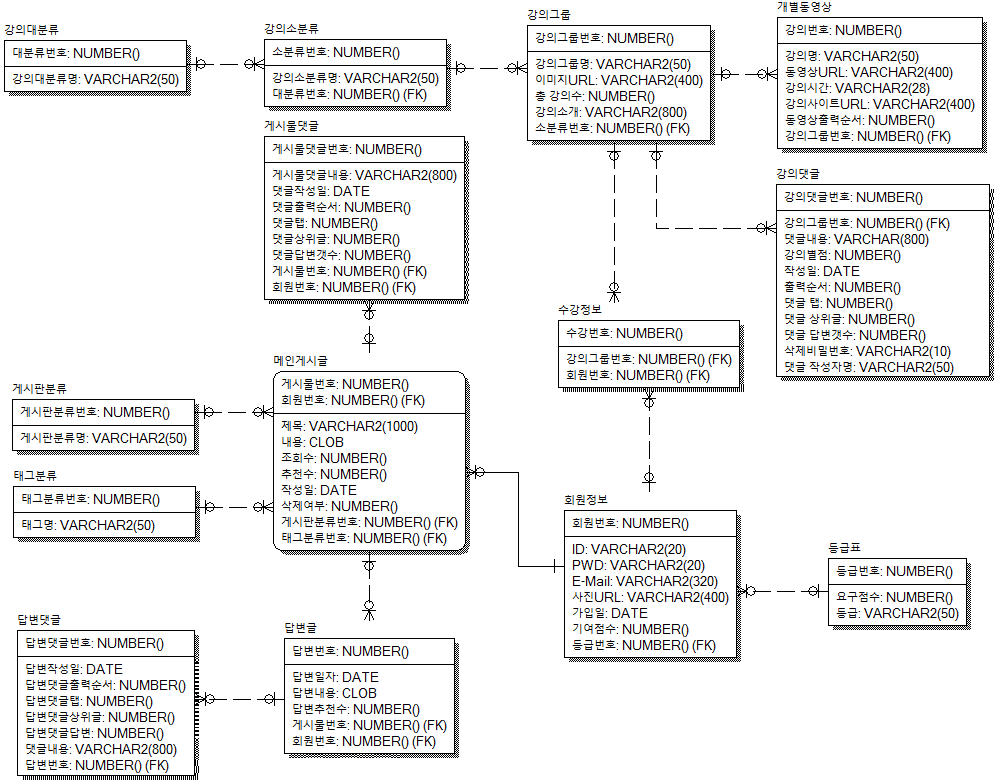 강의대분류
대분류번호: NUMBER()
강의대분류명: VARCHAR2(50)
강의소분류
소분류번호: NUMBER()
강의소분류명: VARCHAR2(50)
대분류번호: NUMBER() (FK)
강의그룹
강의그룹번호: NUMBER()
강의그룹명: VARCHAR2(50)
이미지URL: VARCHAR2(400)
총 강의수: NUMBER()
강의소개: VARCHAR2(800)
소분류번호: NUMBER() (FK)
개별동영상
강의번호: NUMBER()
강의명: VARCHAR2(50)
동영상URL: VARCHAR2(400)
강의시간: VARCHAR2(28)
강의사이트URL: VARCHAR2(400)
동영상출력순서: NUMBER()
강의그룹번호: NUMBER() (FK)
게시물댓글
게시물댓글번호: NUMBER()
게시물댓글내용: VARCHAR2(800)
댓글작성일: DATE
댓글출력순서: NUMBER()
댓글탭: NUMBER()
댓글상위글: NUMBER()
댓글답변갯수: NUMBER()
게시물번호: NUMBER() (FK)
회원번호: NUMBER() (FK)
강의댓글
강의댓글번호: NUMBER()
강의그룹번호: NUMBER() (FK)
댓글내용: VARCHAR(800)
강의별점: NUMBER()
작성일: DATE
출력순서: NUMBER()
댓글 탭: NUMBER()
댓글 상위글: NUMBER()
댓글 답변갯수: NUMBER()
삭제비밀번호: VARCHAR2(10)
댓글 작성자명: VARCHAR2(50)
수강정보
수강번호: NUMBER()
강의그룹번호: NUMBER() (FK)
회원번호: NUMBER() (FK)
메인게시글
게시물번호: NUMBER()
회원번호: NUMBER() (FK)
제목: VARCHAR2(1000)
내용: CLOB
조회수: NUMBER()
추천수: NUMBER()
작성일: DATE
삭제여부: NUMBER()
게시판분류번호: NUMBER() (FK)
태그분류번호: NUMBER() (FK)
게시판분류
게시판분류번호: NUMBER()
게시판분류명: VARCHAR2(50)
태그분류
태그분류번호: NUMBER()
태그명: VARCHAR2(50)
회원정보
회원번호: NUMBER()
ID: VARCHAR2(20)
PWD: VARCHAR2(20)
E-Mail: VARCHAR2(320)
사진URL: VARCHAR2(400)
가입일: DATE
기여점수: NUMBER()
등급번호: NUMBER() (FK)
등급표
등급번호: NUMBER()
요구점수: NUMBER()
등급: VARCHAR2(50)
답변댓글
답변댓글번호: NUMBER()
답변작성일: DATE
답변댓글출력순서: NUMBER()
답변댓글탭: NUMBER()
답변댓글상위글: NUMBER()
답변댓글답변: NUMBER()
댓글내용: VARCHAR2(800)
답변번호: NUMBER() (FK)
답변글
답변번호: NUMBER()
답변일자: DATE
답변내용: CLOB
답변추천수: NUMBER()
게시물번호: NUMBER() (FK)
회원번호: NUMBER() (FK)